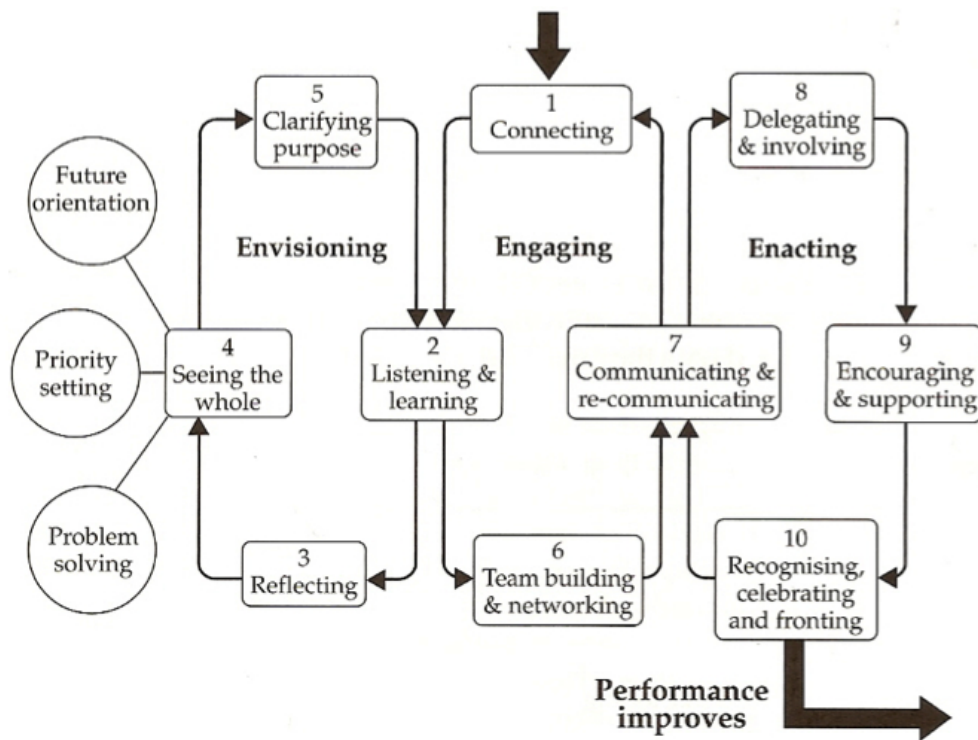 5
Clarifying
purpose
1
Connecting
8
Delegating
& involving
Future
orientation
Envisioning
Engaging
Enacting
Priority
setting
4
Seeing the
whole
2
Listening &
learning
7
Communicating &
re-communicating
9
Encouraging
& supporting
Problem
solving
3
Reflecting
6
Team building
& networking
10
Recognising,
celebrating
and fronting
Performance
improves